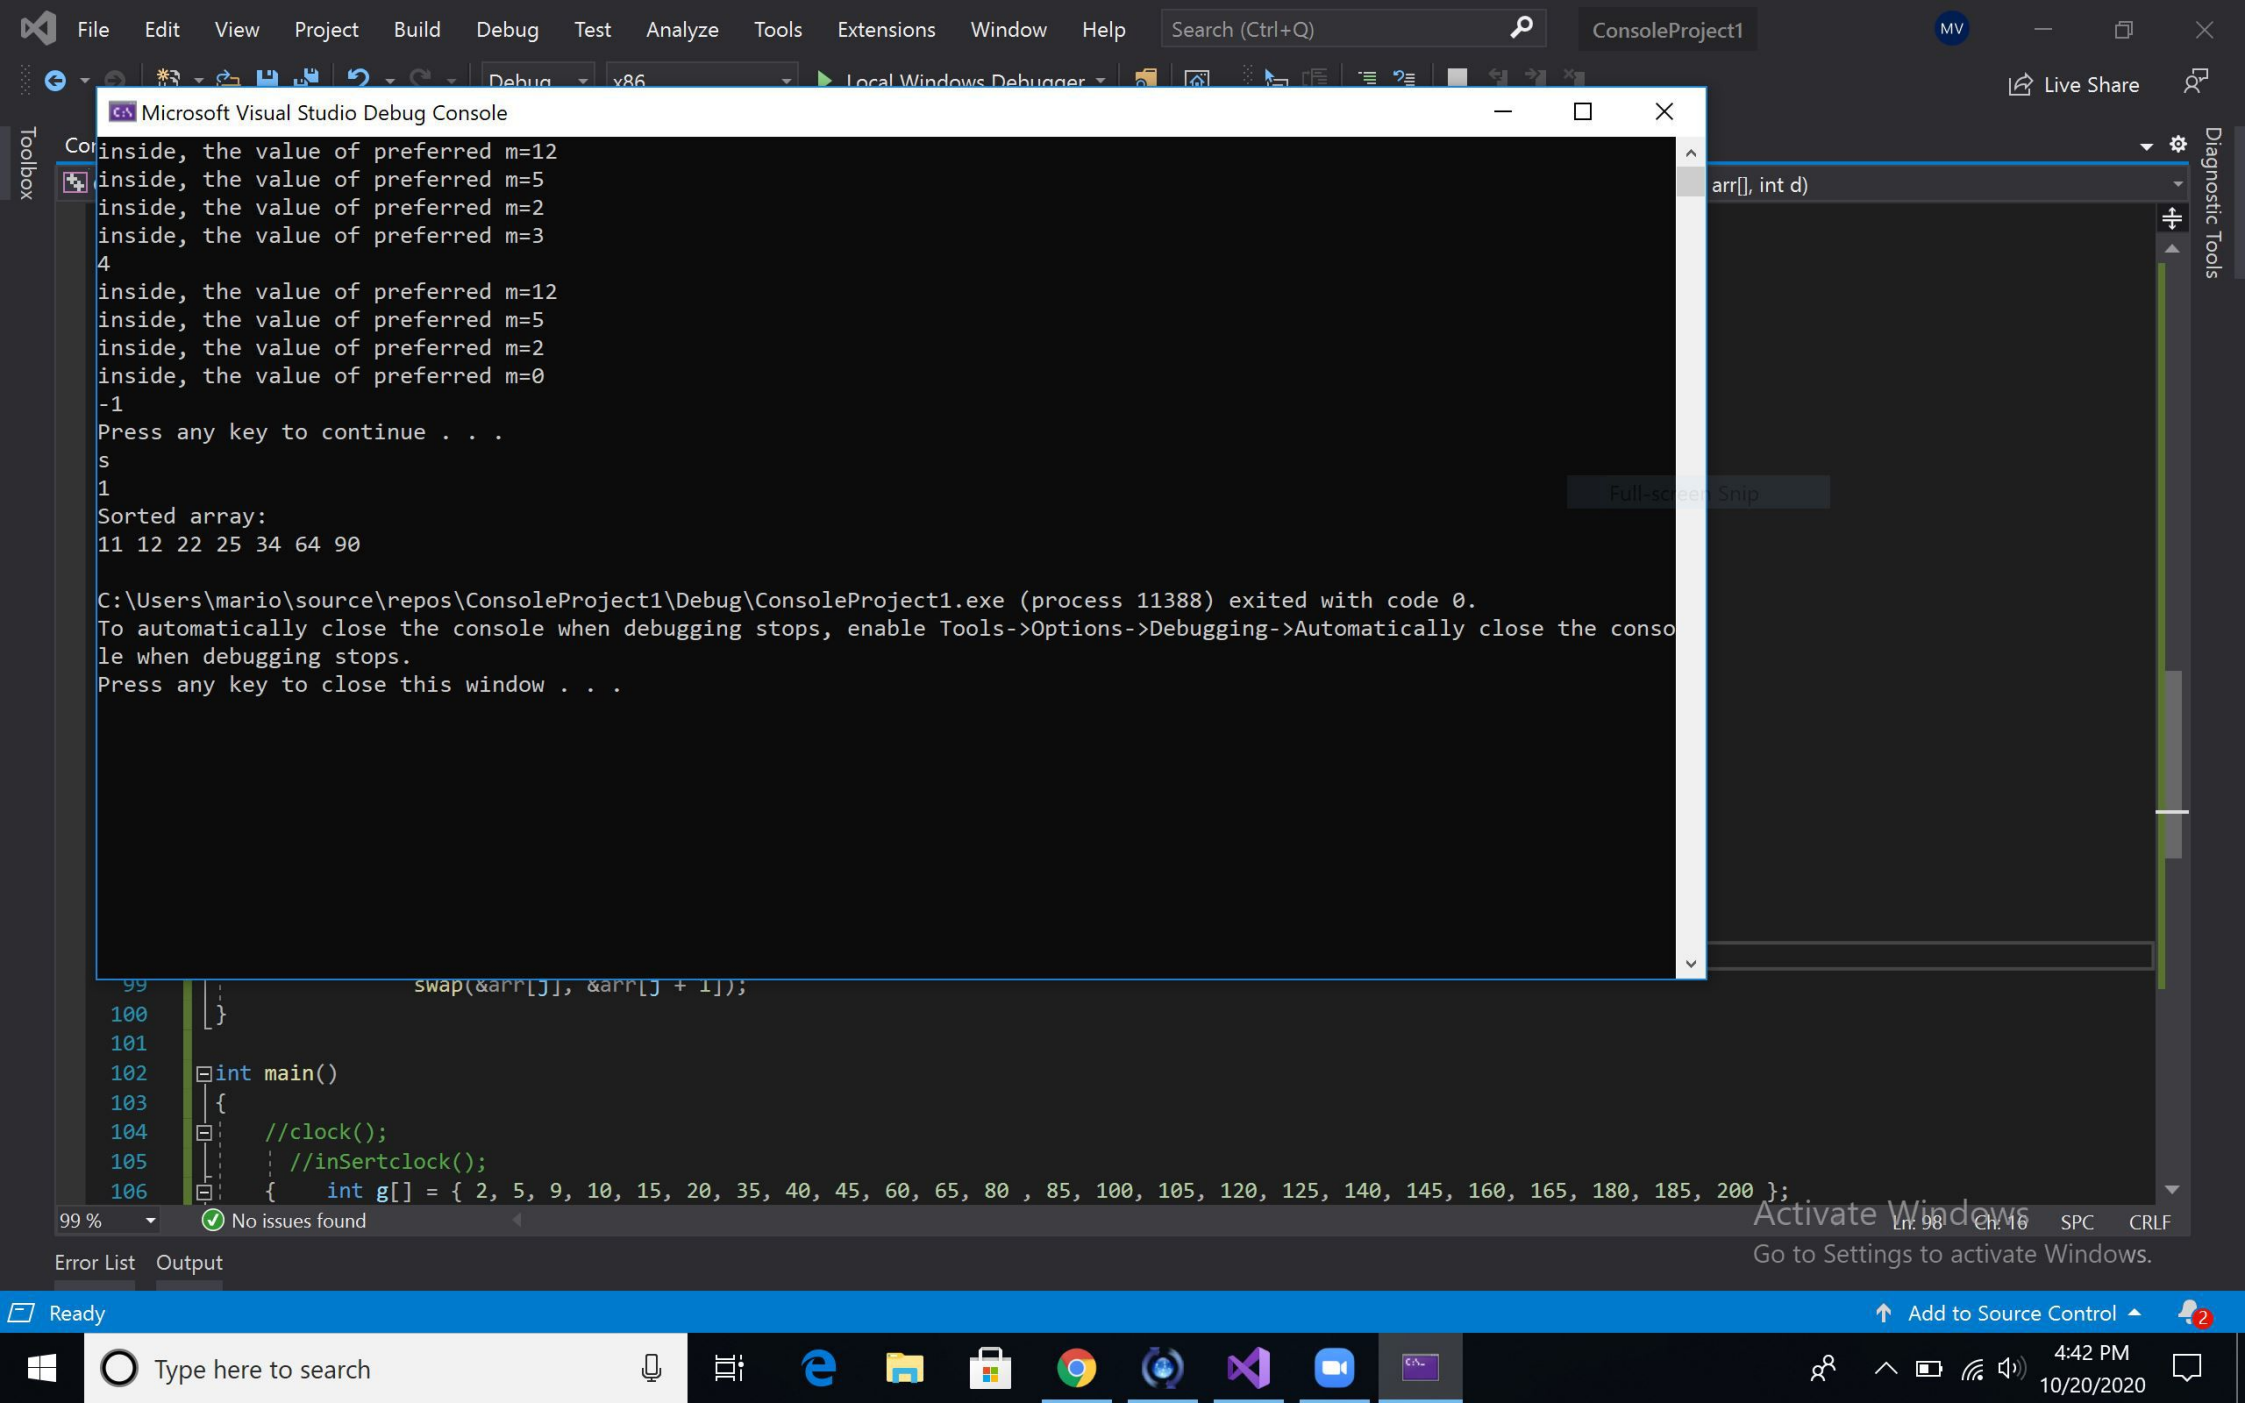 File Edit View Project Build Debug Test Analyze Tools Extensions Window Help Search (Ctrl+Q) ConsoleProject1 MV
Debug x86 Local Windows Debugger Live Share
Microsoft Visual Studio Debug Console
Toolbox
Diagnostic Tools
arr[], int d)
inside, the value of preferred m=12
inside, the value of preferred m=5
inside, the value of preferred m=2
inside, the value of preferred m=3
4
inside, the value of preferred m=12
inside, the value of preferred m=5
inside, the value of preferred m=2
inside, the value of preferred m=0
-1
Press any key to continue . . .
s
1
Full-screen Snip
Sorted array:
11 12 22 25 34 64 90
C:\Users\mario\source\repos\ConsoleProject1\Debug\ConsoleProject1.exe (process 11388) exited with code 0.
To automatically close the console when debugging stops, enable Tools->Options->Debugging->Automatically close the conso
le when debugging stops.
Press any key to close this window . . .
99 swap(&arr[j], &arr[j + 1]);
100 }
101
102 int main()
103 {
104 //clock();
105 //inSertclock();
106 { int g[] = { 2, 5, 9, 10, 15, 20, 35, 40, 45, 60, 65, 80 , 85, 100, 105, 120, 125, 140, 145, 160, 165, 180, 185, 200 };
99 % No issues found Ln: 98 Ch: 16 SPC CRLF
Activate Windows
Go to Settings to activate Windows.
Error List Output
Ready Add to Source Control 2
Type here to search 4:42 PM
10/20/2020